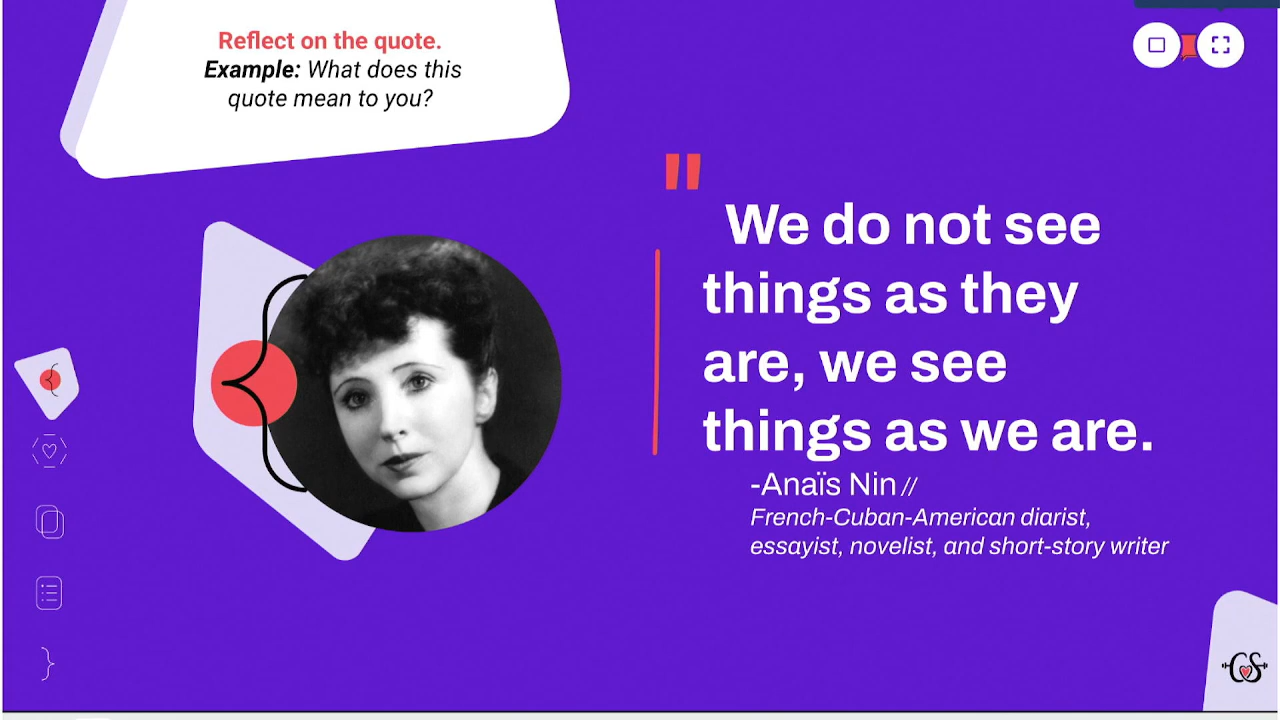 Reflect on the quote.
Example: What does this
quote mean to you?
"
We do not see
things as they
are, we see
things as we are.
-Anaïs Nin //
French-Cuban-American diarist,
essayist, novelist, and short-story writer
GS